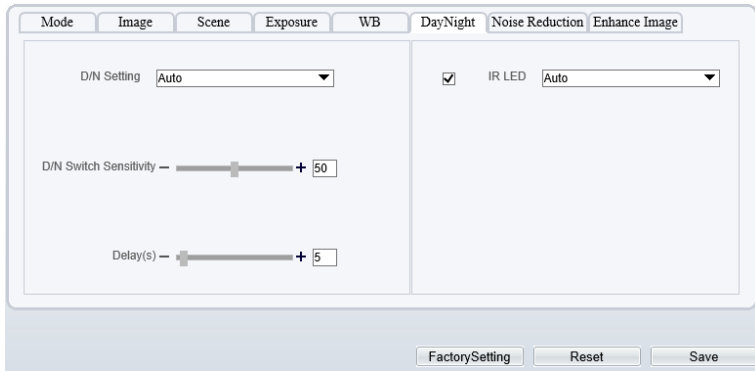 Mode Image Scene Exposure WB DayNight Noise Reduction Enhance Image
D/N Setting Auto IR LED Auto
D/N Switch Sensitivity − + 50
Delay(s) − + 5
FactorySetting Reset Save